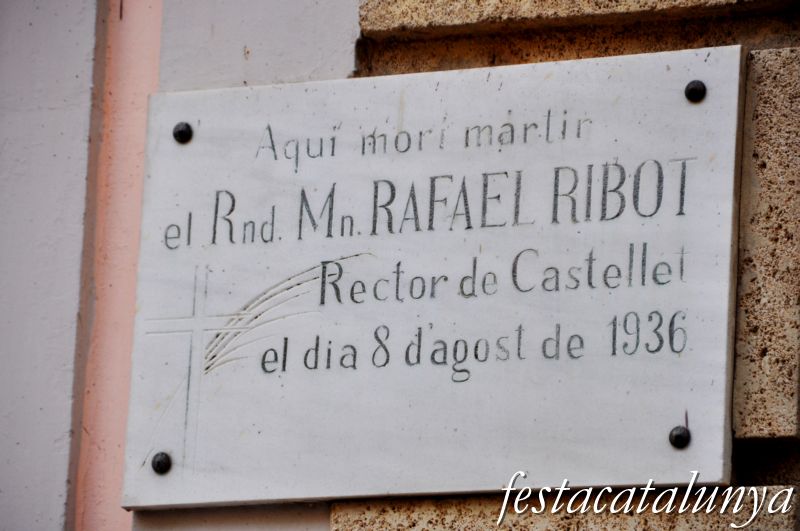 Aquí morí màrtir
el Rnd. Mn. RAFAEL RIBOT
Rector de Castellet
el dia 8 d'agost de 1936
festacatalunya